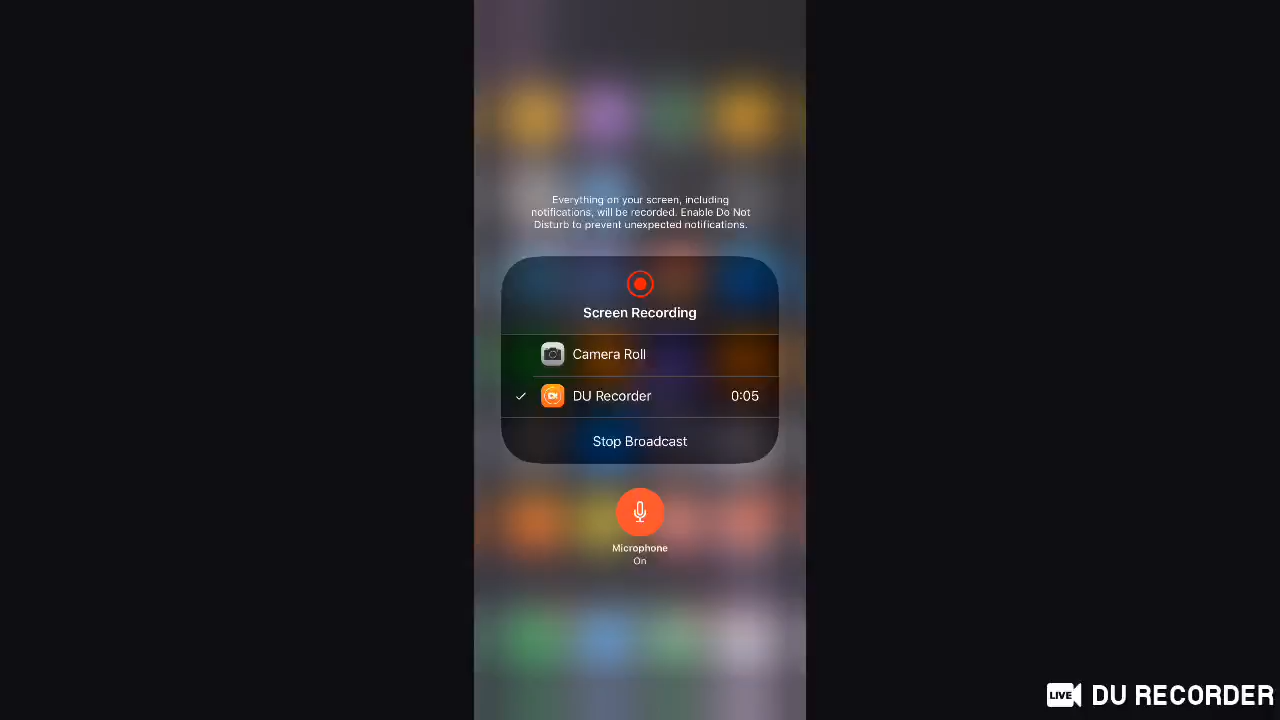 Everything on your screen, including
notifications, will be recorded. Enable Do Not
Disturb to prevent unexpected notifications.
Screen Recording
Camera Roll
DU Recorder 0:05
Stop Broadcast
Microphone
On
LIVE DU RECORDER